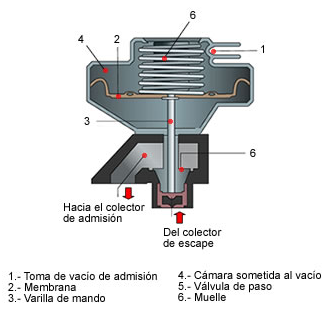 6
4
2
1
3
6
Hacia el colector
de admisión
Del colector
de escape
1.- Toma de vacío de admisión
2.- Membrana
3.- Varilla de mando
4.- Cámara sometida al vacío
5.- Válvula de paso
6.- Muelle